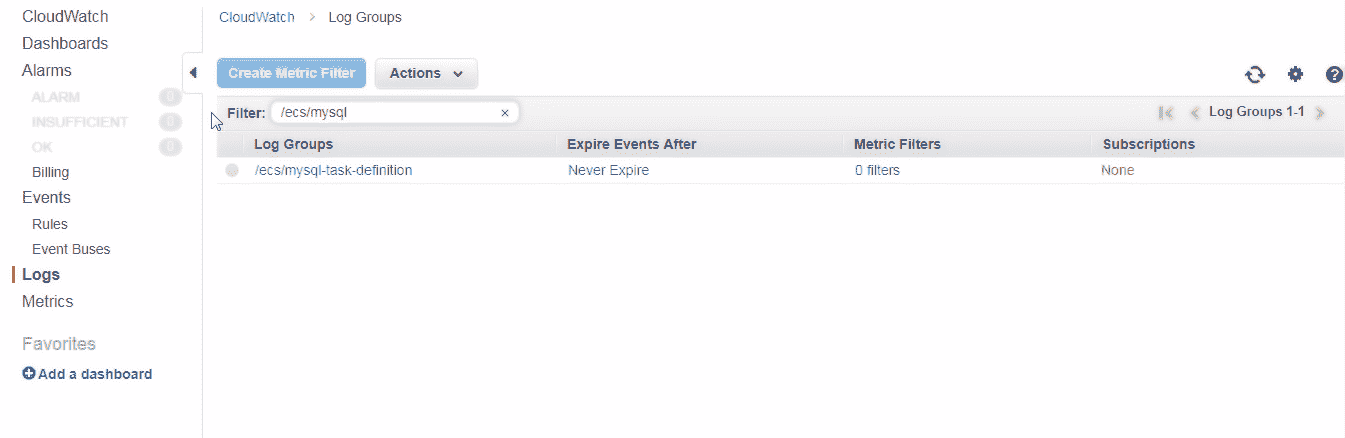 CloudWatch
Dashboards
Alarms
ALARM 0
INSUFFICIENT 0
OK 0
Billing
Events
Rules
Event Buses
Logs
Metrics
Favorites
Add a dashboard
CloudWatch > Log Groups
Create Metric Filter Actions
Filter: /ecs/mysql × Log Groups 1-1
Log Groups Expire Events After Metric Filters Subscriptions
/ecs/mysql-task-definition Never Expire 0 filters None